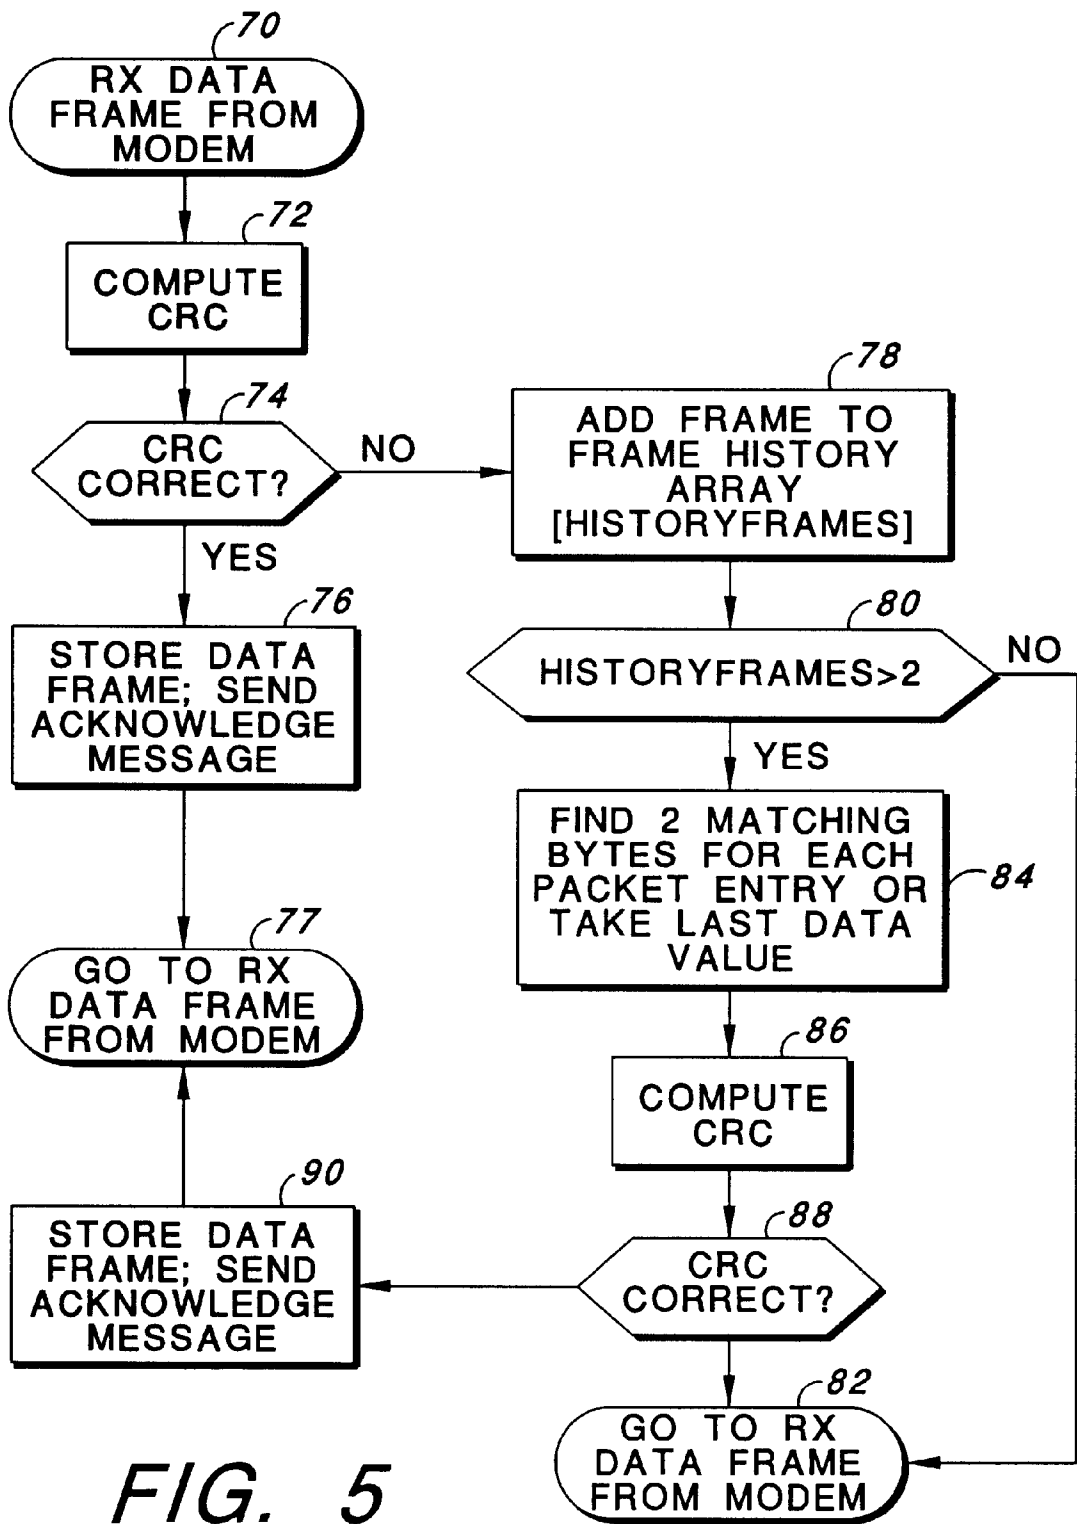 70
RX DATA
FRAME FROM
MODEM
72
COMPUTE
CRC
74
CRC
CORRECT?
NO
YES
76
STORE DATA
FRAME; SEND
ACKNOWLEDGE
MESSAGE
77
GO TO RX
DATA FRAME
FROM MODEM
78
ADD FRAME TO
FRAME HISTORY
ARRAY
[HISTORYFRAMES]
80
HISTORYFRAMES>2
NO
YES
FIND 2 MATCHING
BYTES FOR EACH
PACKET ENTRY OR
TAKE LAST DATA
VALUE
84
86
COMPUTE
CRC
88
CRC
CORRECT?
90
STORE DATA
FRAME; SEND
ACKNOWLEDGE
MESSAGE
82
GO TO RX
DATA FRAME
FROM MODEM
FIG. 5